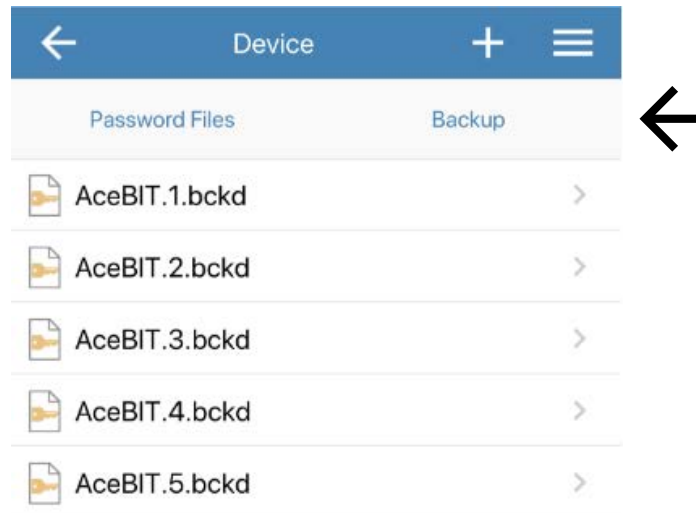 Device
Password Files Backup
AceBIT.1.bckd
AceBIT.2.bckd
AceBIT.3.bckd
AceBIT.4.bckd
AceBIT.5.bckd